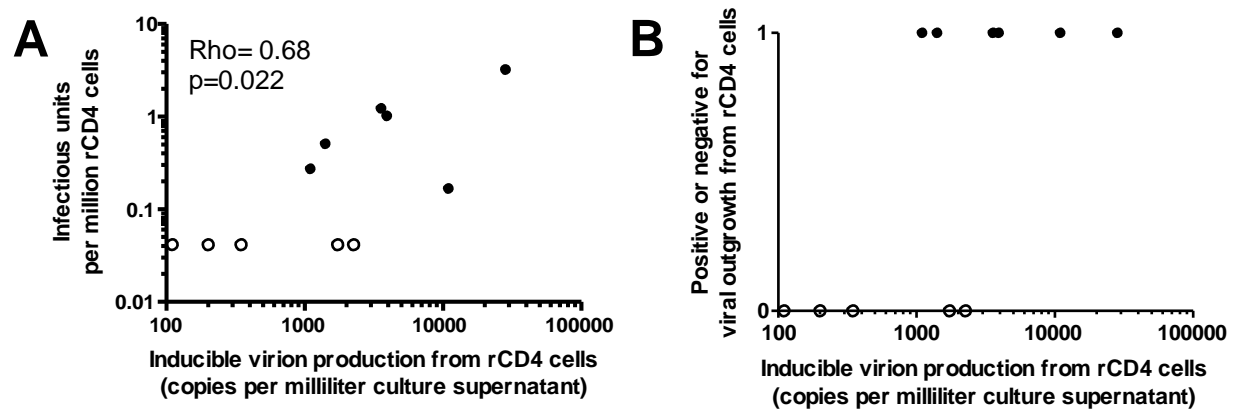 A
Rho= 0.68
p=0.022
Infectious units
per million rCD4 cells
10
1
0.1
0.01
100
1000
10000
100000
Inducible virion production from rCD4 cells
(copies per milliliter culture supernatant)
B
Positive or negative for
viral outgrowth from rCD4 cells
1
0
100
1000
10000
100000
Inducible virion production from rCD4 cells
(copies per milliliter culture supernatant)